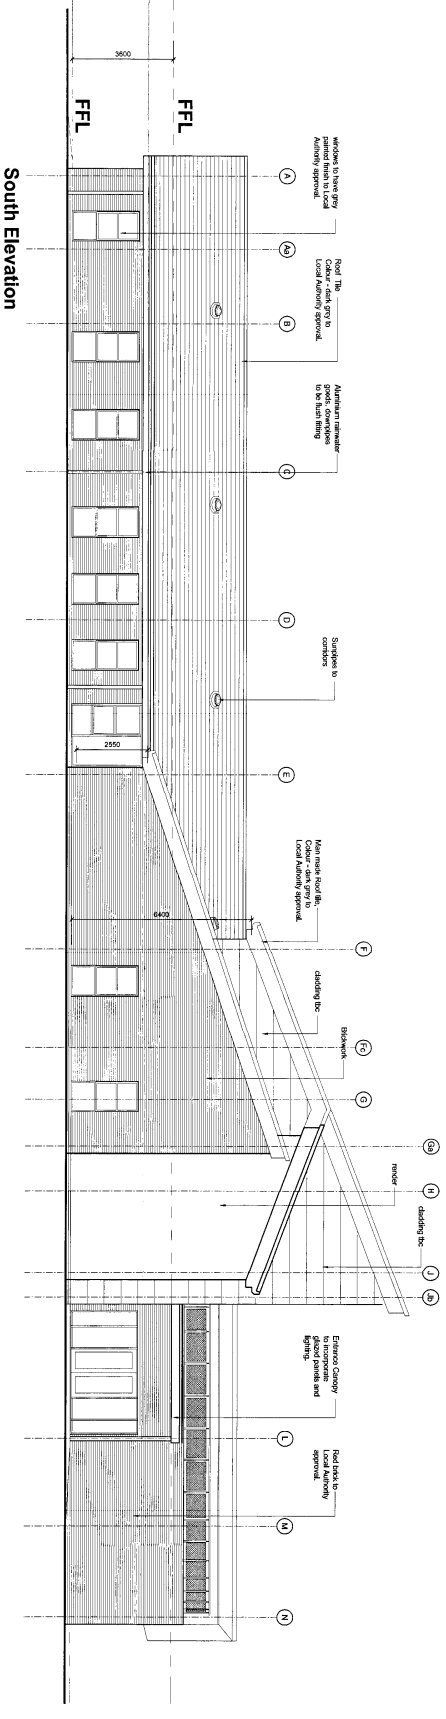 South Elevation
FFL
FFL
3600
windows to have grey
painted finish to Local
Authority approval.
Roof Tile
Colour - dark grey to
Local Authority approval.
Aluminium rainwater
goods, downpipes
to be flush fitting
Sunpipes to
corridors
Man made Roof tile,
Colour - dark grey to
Local Authority approval.
cladding tbc
Brickwork
render
cladding tbc
Entrance Canopy
to incorporate
glazed panels and
lighting.
Red brick to
Local Authority
approval.
A
Aa
B
C
D
E
F
Fc
G
Ga
H
J
Jb
L
M
N
2550
6400